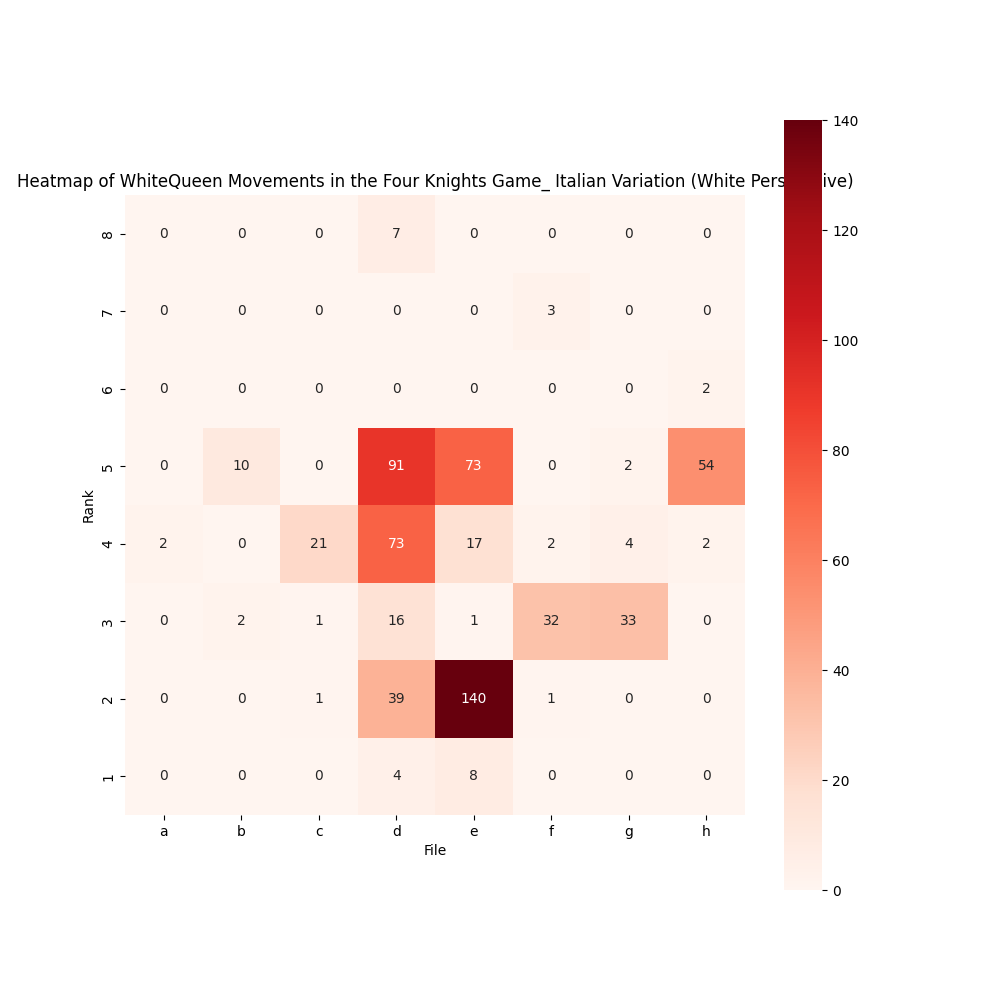 Heatmap of WhiteQueen Movements in the Four Knights Game_ Italian Variation (White Pers ive)
8 0 0 0 7 0 0 0 0
7 0 0 0 0 0 3 0 0
6 0 0 0 0 0 0 0 2
5 0 10 0 91 73 0 2 54
4 2 0 21 73 17 2 4 2
3 0 2 1 16 1 32 33 0
2 0 0 1 39 140 1 0 0
1 0 0 0 4 8 0 0 0
a b c d e f g h
Rank
File
140
120
100
80
60
40
20
0